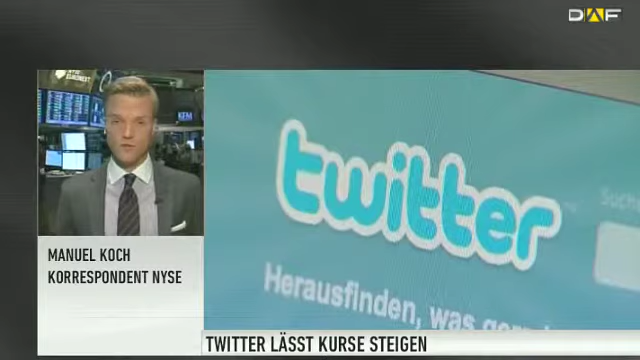 DAF
MANUEL KOCH
KORRESPONDENT NYSE
twitter
Herausfinden, was
TWITTER LÄSST KURSE STEIGEN